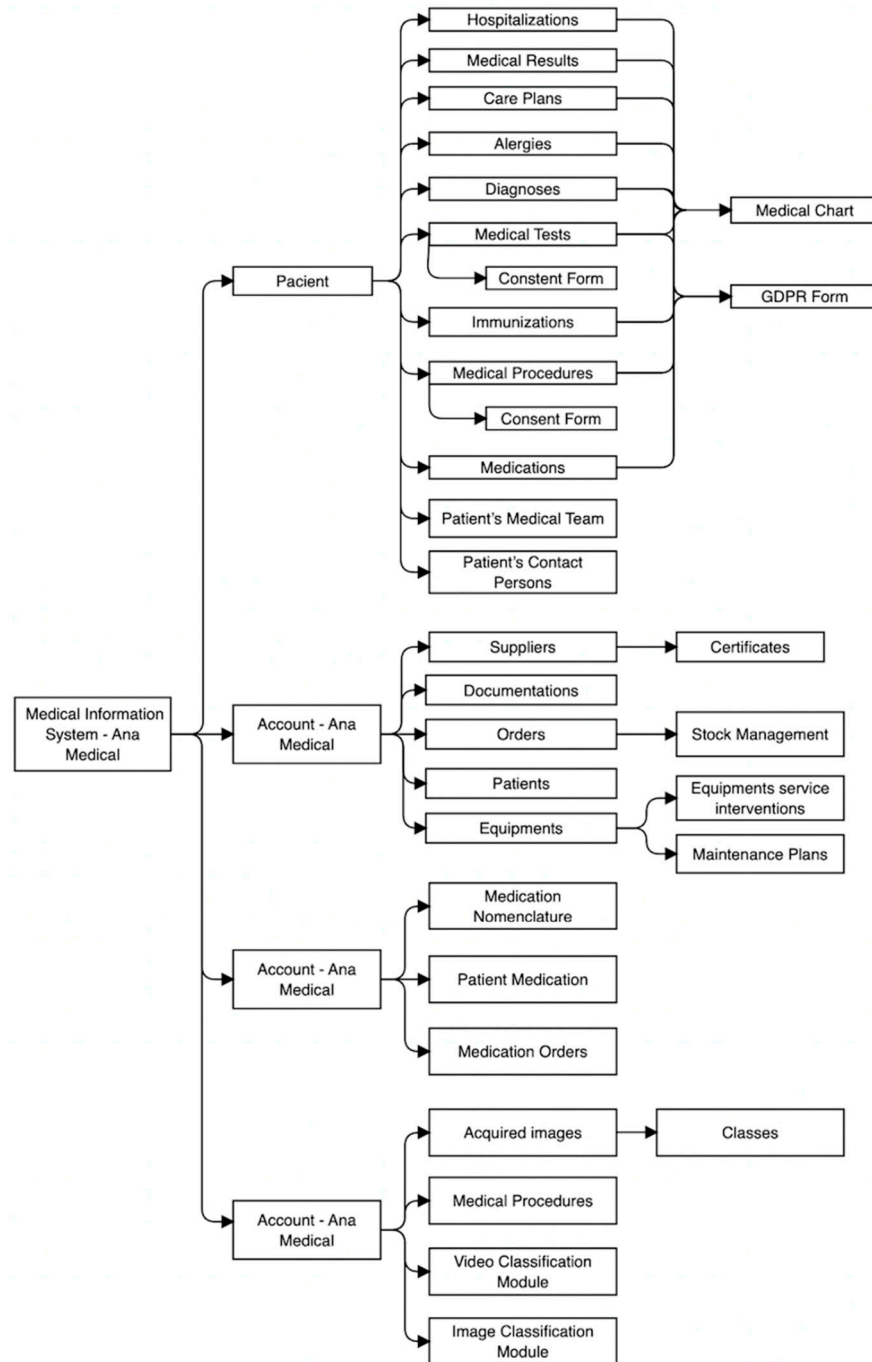 Hospitalizations
Medical Results
Care Plans
Alergies
Diagnoses
Medical Chart
Medical Tests
Pacient
Constent Form
GDPR Form
Immunizations
Medical Procedures
Consent Form
Medications
Patient's Medical Team
Patient's Contact
Persons
Suppliers
Certificates
Documentations
Medical Information
System - Ana
Medical
Account - Ana
Medical
Orders
Stock Management
Patients
Equipments service
interventions
Equipments
Maintenance Plans
Medication
Nomenclature
Account - Ana
Medical
Patient Medication
Medication Orders
Acquired images
Classes
Medical Procedures
Account - Ana
Medical
Video Classification
Module
Image Classification
Module